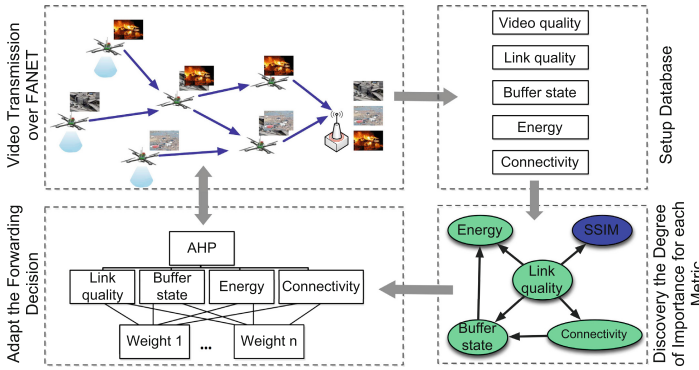 Video Transmission
over FANET
Video quality
Link quality
Buffer state
Energy
Connectivity
Setup Database
Adapt the Forwarding
Decision
AHP
Link
quality
Buffer
state
Energy
Connectivity
Weight 1
...
Weight n
Energy
SSIM
Link
quality
Buffer
state
Connectivity
Discovery the Degree
of Importance for each
Metric